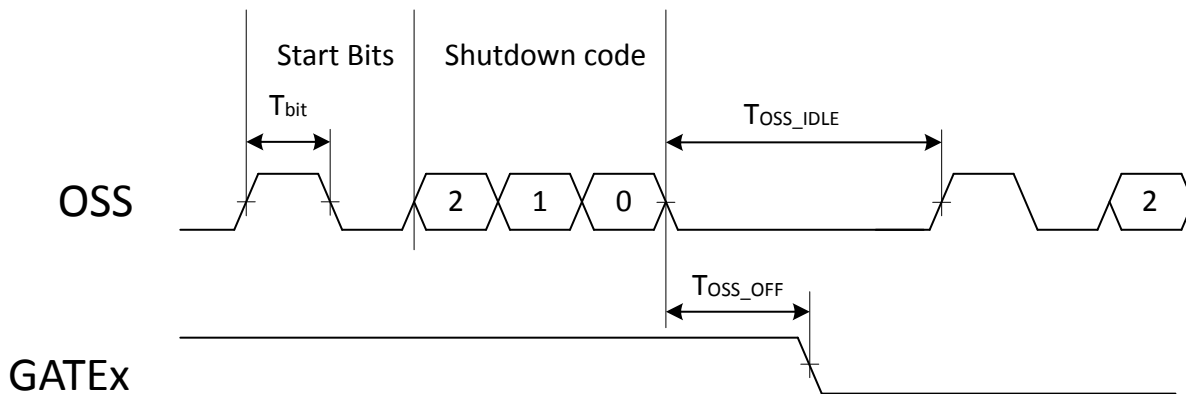 Start Bits Shutdown code
Tbit TOSS_IDLE
OSS 2 1 0 2
TOSS_OFF
GATEx